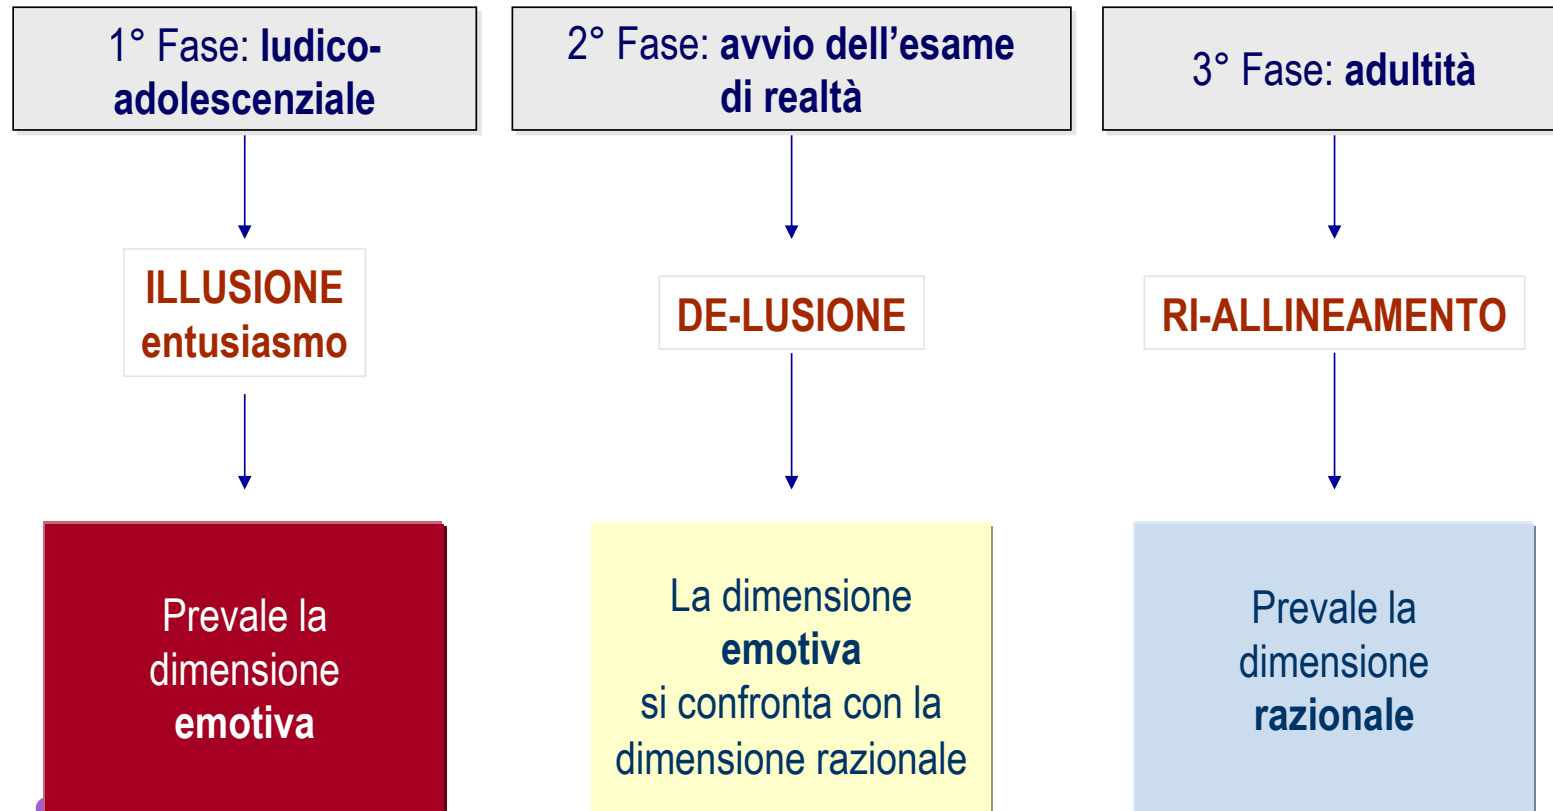 1° Fase: ludico-
adolescenziale
2° Fase: avvio dell’esame
di realtà
3° Fase: adultità
ILLUSIONE
entusiasmo
DE-LUSIONE
RI-ALLINEAMENTO
Prevale la
dimensione
emotiva
La dimensione
emotiva
si confronta con la
dimensione razionale
Prevale la
dimensione
razionale